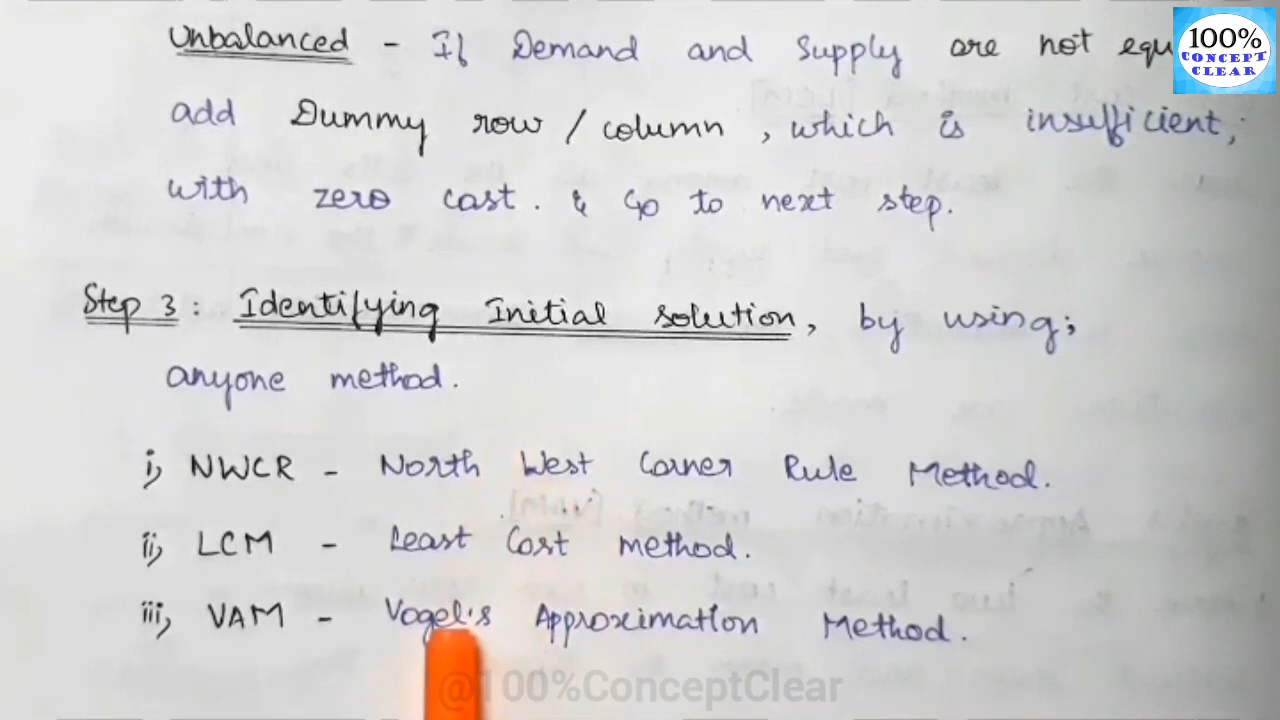 Unbalanced - If Demand and Supply are not equ
100%
CONCEPT
CLEAR
add Dummy row / column, which is insufficient,
with zero cost. & Go to next step.
Step 3: Identifying Initial solution, by using;
anyone method.
i, NWCR - North West Corner Rule Method.
ii, LCM - Least Cost method.
iii, VAM - Vogel's Approximation Method.
@100%ConceptClear